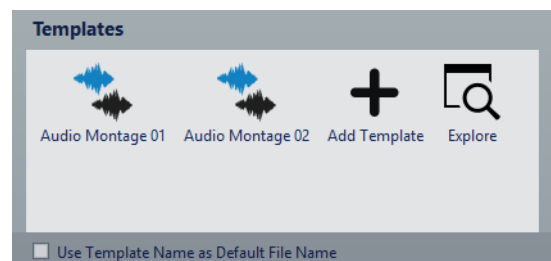 Templates
Audio Montage 01 Audio Montage 02 Add Template Explore
Use Template Name as Default File Name